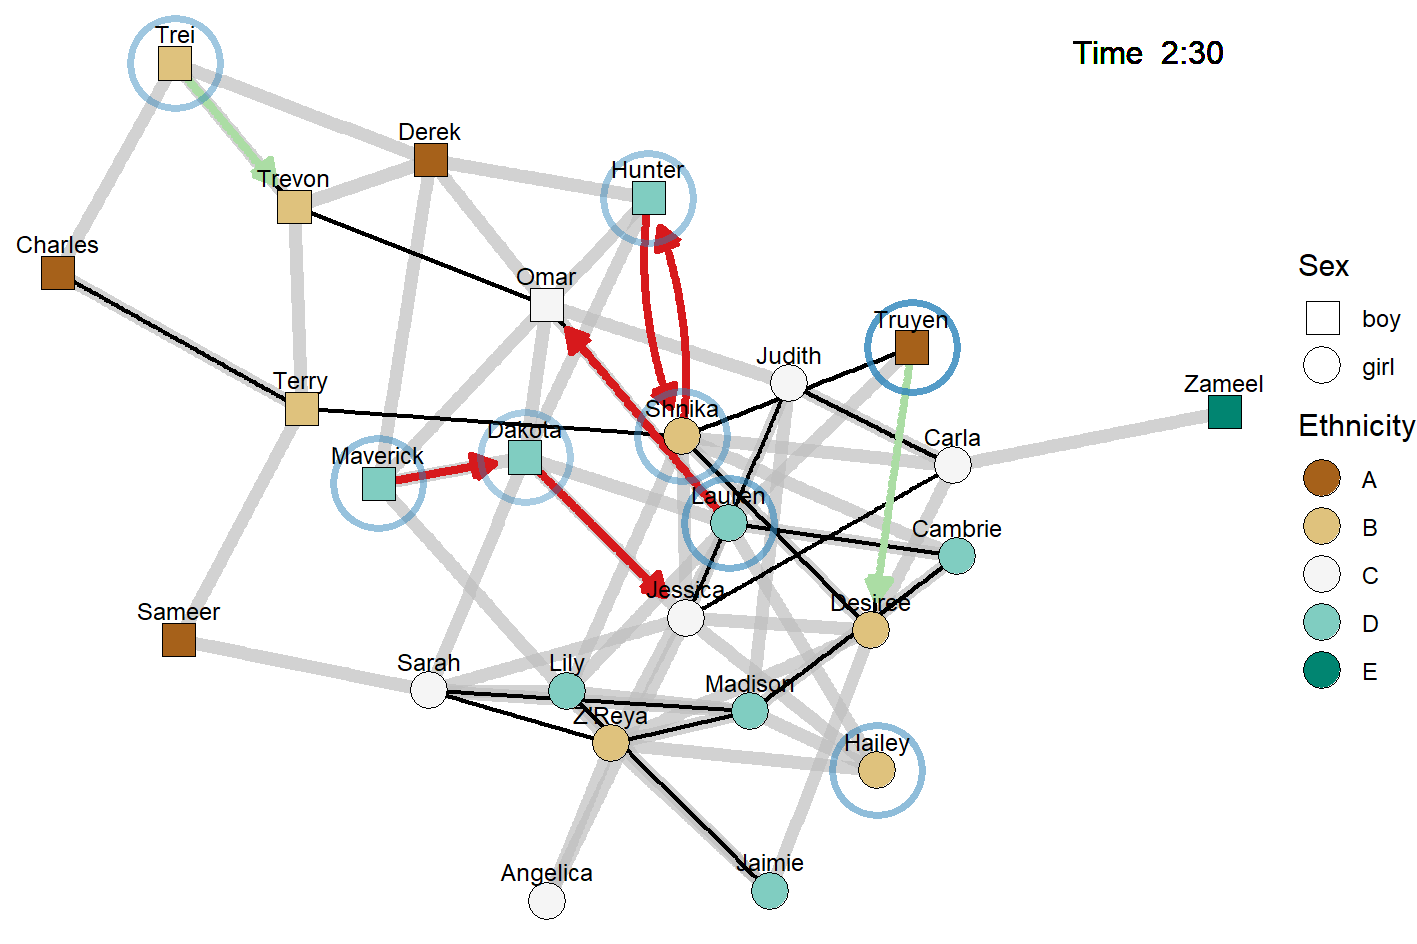 Trei
Time 2:30
Derek
Hunter
Trevon
Charles
Omar
Sex
boy
girl
Truyen
Judith
Zameel
Terry
Shnika
Ethnicity
Dakota
Carla
Maverick
A
Lauren
B
Cambrie
C
Jessica
Desiree
D
Sameer
Sarah
Lily
Madison
E
Z'Reya
Hailey
Angelica
Jaimie